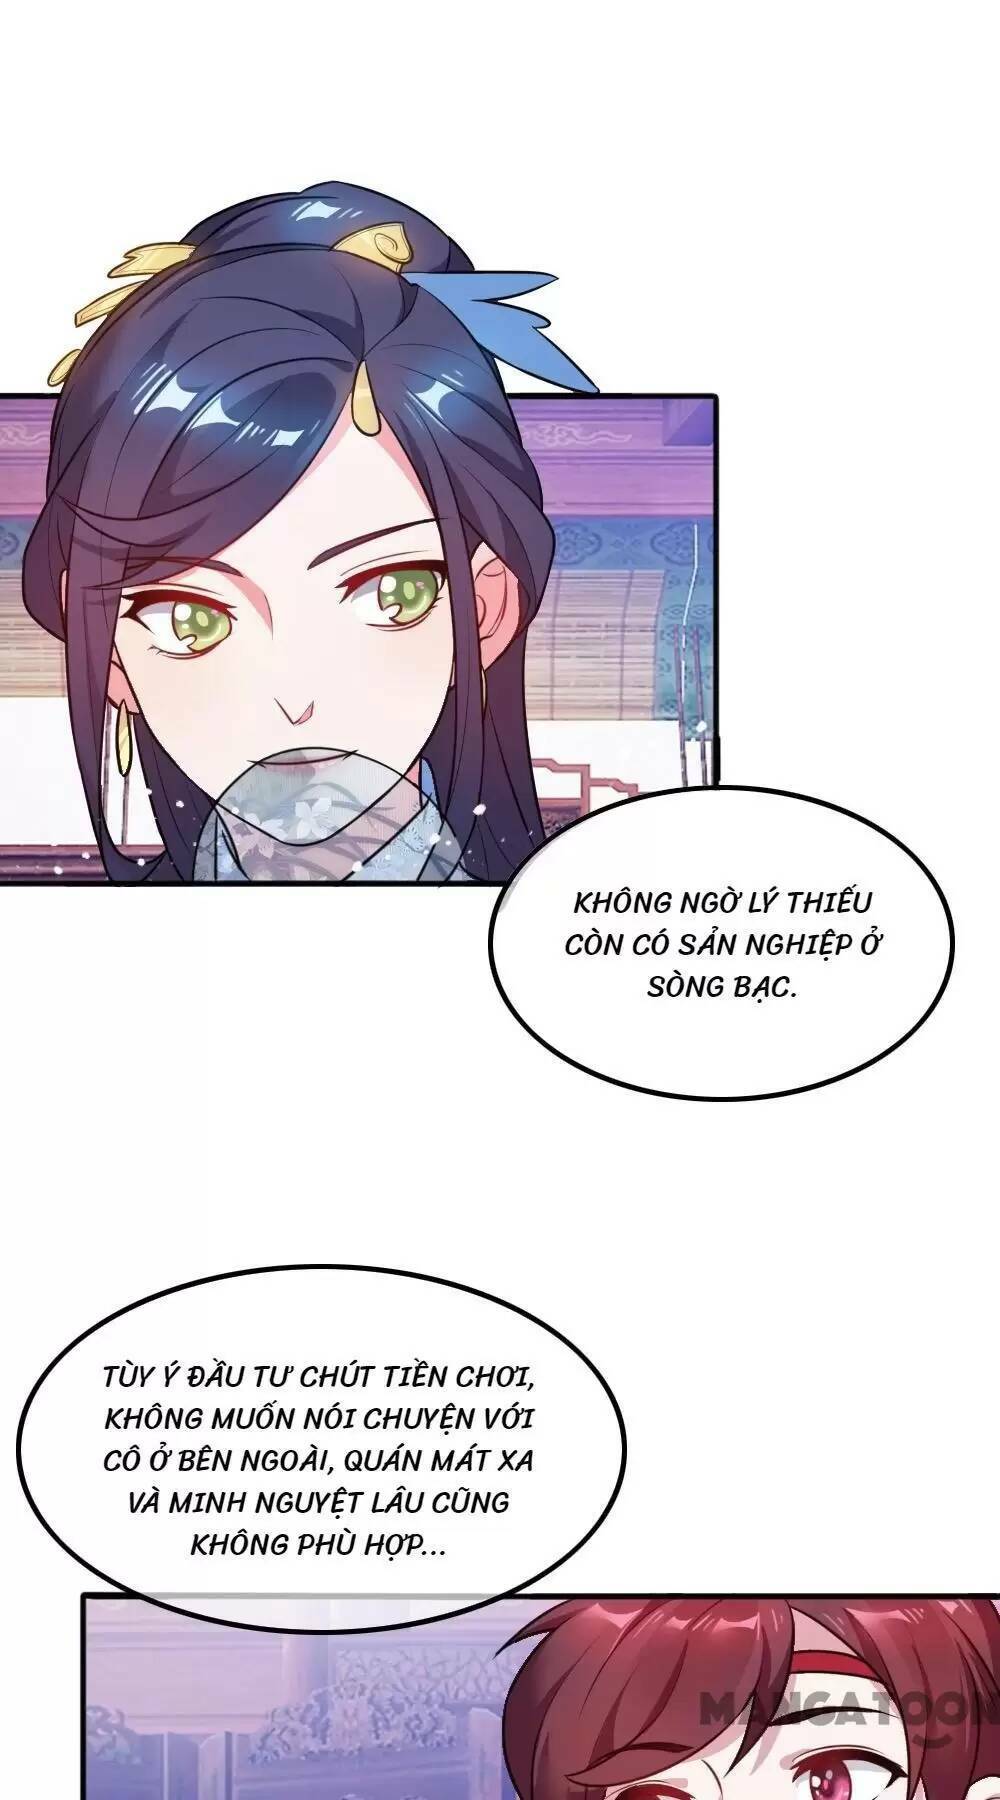 KHÔNG NGỜ LÝ THIẾU
CÒN CÓ SẢN NGHIỆP Ở
SÒNG BẠC.
TÙY Ý ĐẦU TƯ CHÚT TIỀN CHƠI,
KHÔNG MUỐN NÓI CHUYỆN VỚI
CÔ Ở BÊN NGOÀI, QUÁN MÁT XA
VÀ MINH NGUYỆT LÂU CŨNG
KHÔNG PHÙ HỢP...
MANGATOON